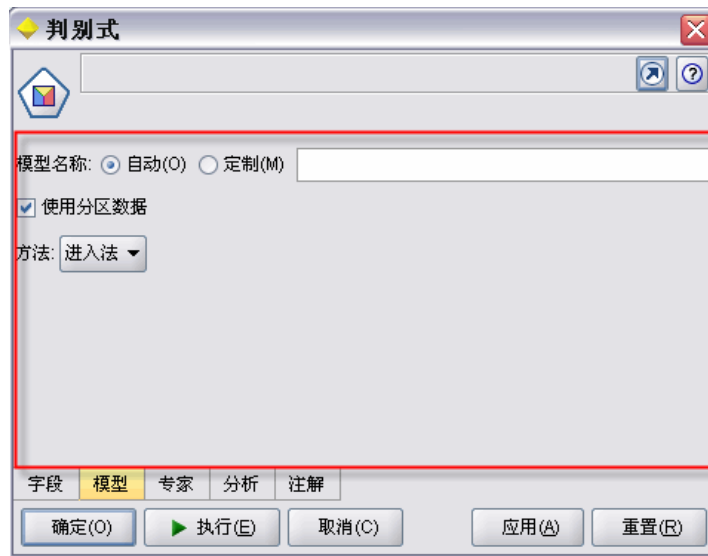 判别式
模型名称: 自动(O) 定制(M)
使用分区数据
方法: 进入法
字段 模型 专家 分析 注解
确定(O) 执行(E) 取消(C) 应用(A) 重置(R)